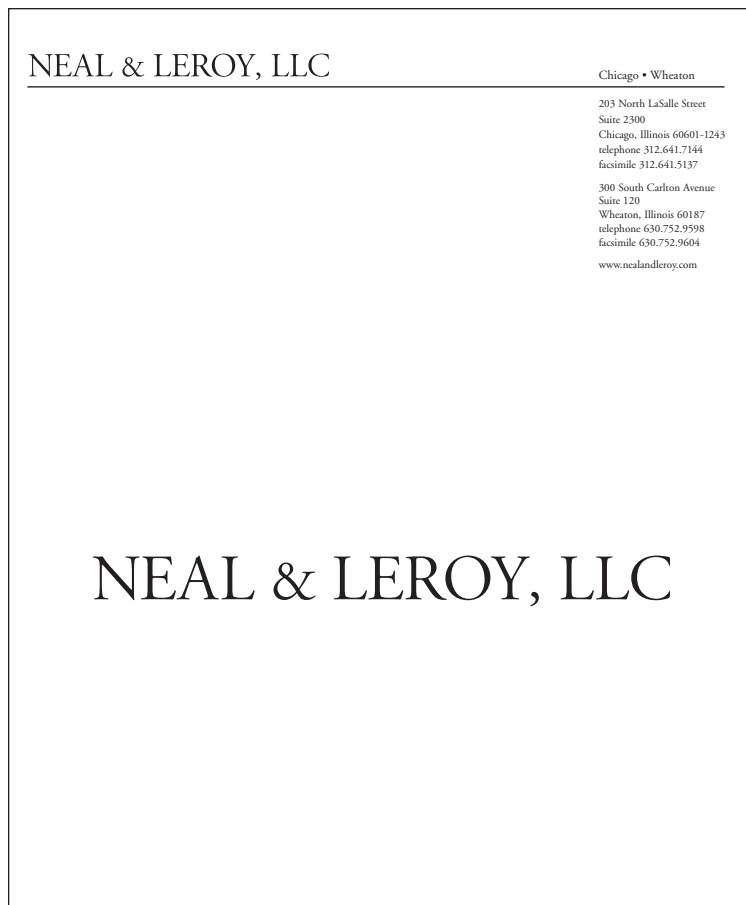 NEAL & LEROY, LLC
Chicago • Wheaton
203 North LaSalle Street
Suite 2300
Chicago, Illinois 60601-1243
telephone 312.641.7144
facsimile 312.641.5137
300 South Carlton Avenue
Suite 120
Wheaton, Illinois 60187
telephone 630.752.9598
facsimile 630.752.9604
www.nealandleroy.com
NEAL & LEROY, LLC